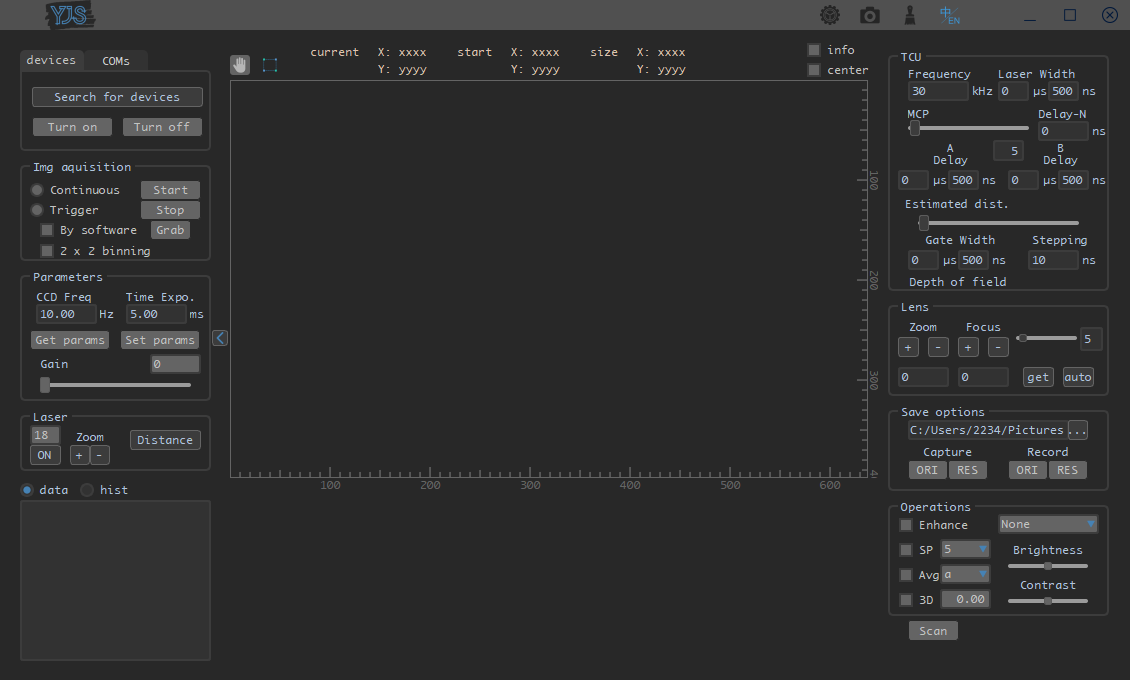 YJS
中/EN
devices
COMs
Search for devices
Turn on
Turn off
Img aquisition
Continuous
Start
Trigger
Stop
By software
Grab
2 x 2 binning
Parameters
CCD Freq
Time Expo.
10.00 Hz
5.00 ms
Get params
Set params
Gain
0
Laser
18
Zoom
Distance
ON
+
-
data
hist
current X: xxxx start X: xxxx size X: xxxx
Y: yyyy Y: yyyy Y: yyyy
info
center
100
200
300
4
100 200 300 400 500 600
TCU
Frequency
Laser Width
30 kHz
0 μs 500 ns
MCP
Delay-N
0 ns
A
5
B
Delay
Delay
0 μs 500 ns
0 μs 500 ns
Estimated dist.
Gate Width
Stepping
0 μs 500 ns
10 ns
Depth of field
Lens
Zoom
Focus
+
-
+
-
5
0
0
get
auto
Save options
C:/Users/2234/Pictures
...
Capture
Record
ORI
RES
ORI
RES
Operations
Enhance
None
SP
5
Brightness
Avg
a
Contrast
3D
0.00
Scan